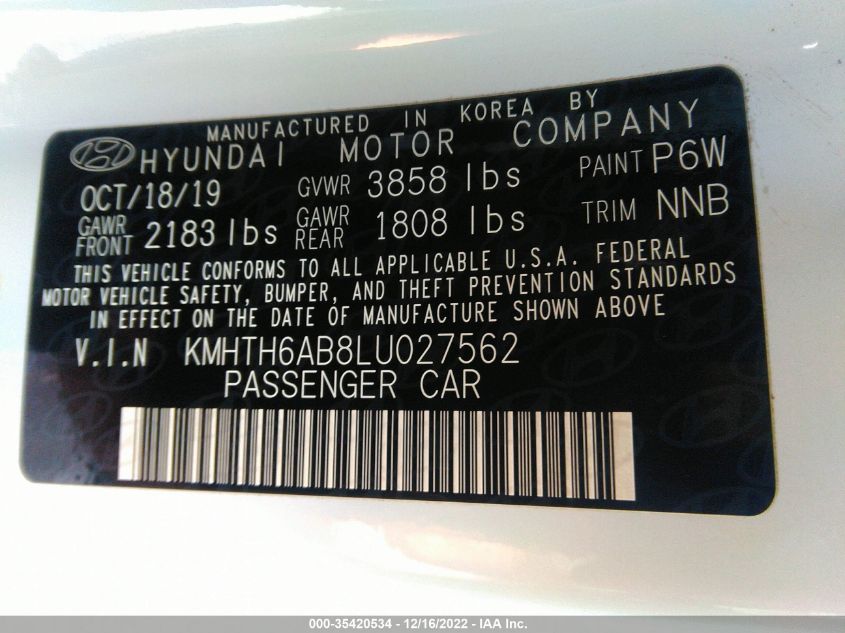 MANUFACTURED IN KOREA BY
HYUNDAI MOTOR COMPANY
OCT/18/19 GVWR 3858 lbs PAINT P6W
GAWR FRONT 2183 lbs GAWR REAR 1808 lbs TRIM NNB
THIS VEHICLE CONFORMS TO ALL APPLICABLE U.S.A. FEDERAL
MOTOR VEHICLE SAFETY, BUMPER, AND THEFT PREVENTION STANDARDS
IN EFFECT ON THE DATE OF MANUFACTURE SHOWN ABOVE
V.I.N KMHTH6AB8LU027562
PASSENGER CAR
000-35420534 - 12/16/2022 - IAA Inc.